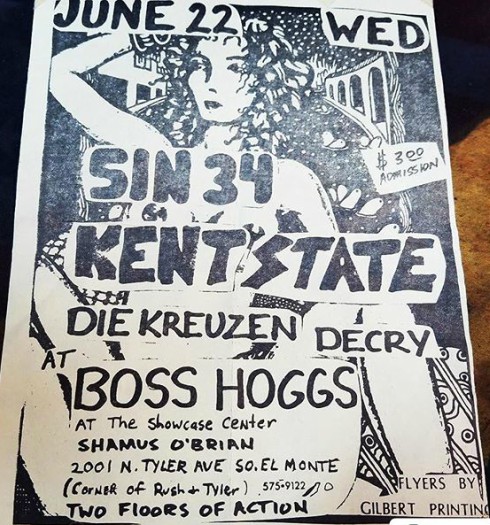 JUNE 22
WED
$ 3.00
ADMISSION
SIN 34
KENT STATE
DIE KREUZEN
DECRY
AT
BOSS HOGGS
AT The Showcase Center
SHAMUS O'BRIAN
2001 N. TYLER AVE SO. EL MONTE
(Corner of Rush + Tyler) 575-9122
TWO FLOORS OF ACTION
FLYERS BY
GILBERT PRINTING